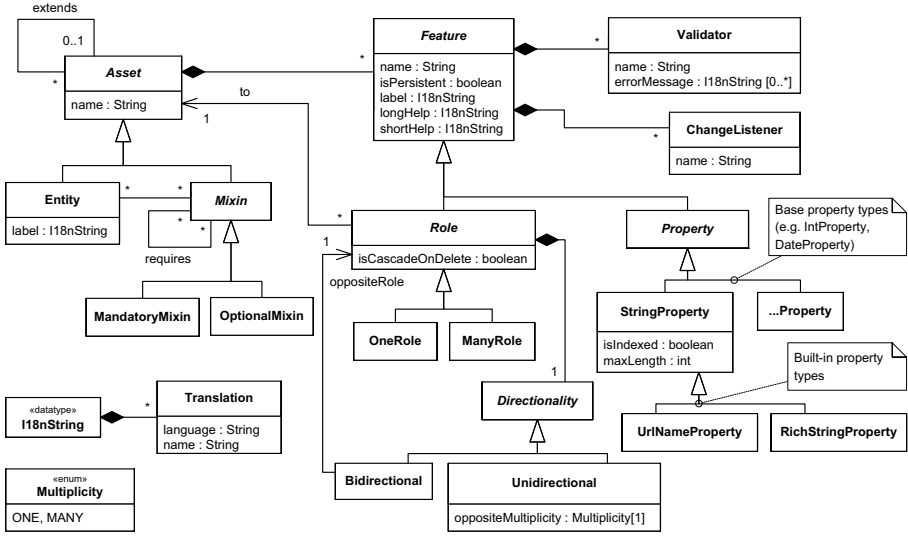 extends
0..1
*
Asset
name : String
*
Feature
name : String
isPersistent : boolean
label : I18nString
longHelp : I18nString
shortHelp : I18nString
*
Validator
name : String
errorMessage : I18nString [0..*]
*
ChangeListener
name : String
to
1
*
Entity
label : I18nString
*
*
Mixin
*
*
requires
MandatoryMixin
OptionalMixin
1
oppositeRole
Role
isCascadeOnDelete : boolean
OneRole
ManyRole
Property
Base property types
(e.g. IntProperty,
DateProperty)
StringProperty
isIndexed : boolean
maxLength : int
...Property
Built-in property
types
UrlNameProperty
RichStringProperty
1
Directionality
Bidirectional
Unidirectional
oppositeMultiplicity : Multiplicity[1]
«datatype»
I18nString
*
Translation
language : String
name : String
«enum»
Multiplicity
ONE, MANY